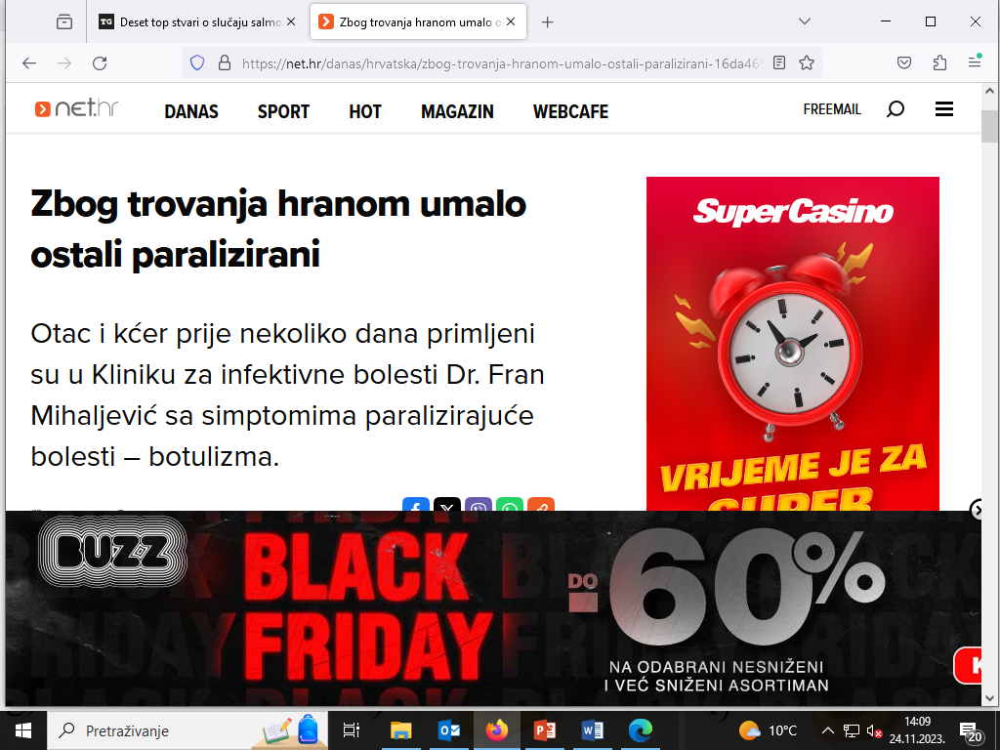 TG Deset top stvari o slučaju salmo
Zbog trovanja hranom umalo o
https://net.hr/danas/hrvatska/zbog-trovanja-hranom-umalo-ostali-paralizirani-16da46
net.hr
DANAS
SPORT
HOT
MAGAZIN
WEBCAFE
FREEMAIL
Zbog trovanja hranom umalo
ostali paralizirani
Otac i kćer prije nekoliko dana primljeni
su u Kliniku za infektivne bolesti Dr. Fran
Mihaljević sa simptomima paralizirajuće
bolesti – botulizma.
SuperCasino
VRIJEME JE ZA
SUPER
BUZZ
BLACK
FRIDAY
DO
60%
NA ODABRANI NESNIŽENI
I VEĆ SNIŽENI ASORTIMAN
K
Pretraživanje
10°C
14:09
24.11.2023.
20